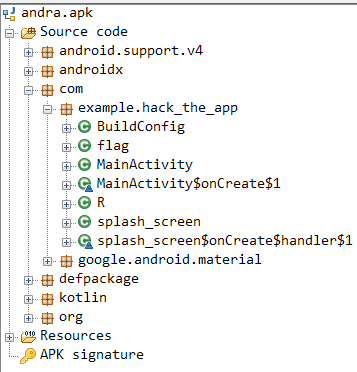 andra.apk
Source code
android.support.v4
androidx
com
example.hack_the_app
BuildConfig
flag
MainActivity
MainActivity$onCreate$1
R
splash_screen
splash_screen$onCreate$handler$1
google.android.material
defpackage
kotlin
org
Resources
APK signature